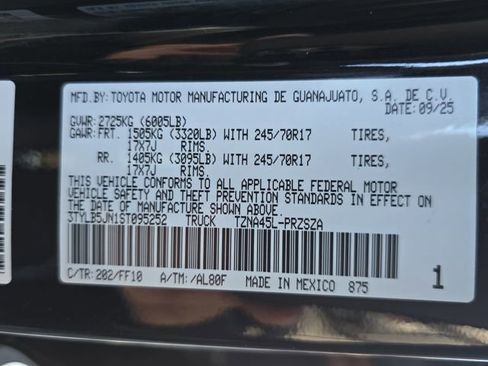 MFD.BY: TOYOTA MOTOR MANUFACTURING DE GUANAJUATO, S.A. DE C.V.
DATE: 09/25
GVWR: 2725KG (6005LB)
GAWR: FRT. 1505KG (3320LB) WITH 245/70R17 TIRES,
17X7J RIMS.
RR. 1405KG (3095LB) WITH 245/70R17 TIRES,
17X7J RIMS.
THIS VEHICLE CONFORMS TO ALL APPLICABLE FEDERAL MOTOR
VEHICLE SAFETY AND THEFT PREVENTION STANDARDS IN EFFECT ON
THE DATE OF MANUFACTURE SHOWN ABOVE.
3TYLB5JN1ST095252 TRUCK TZNA45L-PRZSZA
C/TR: 202/FF10 A/TM: /AL80F MADE IN MEXICO 875
1